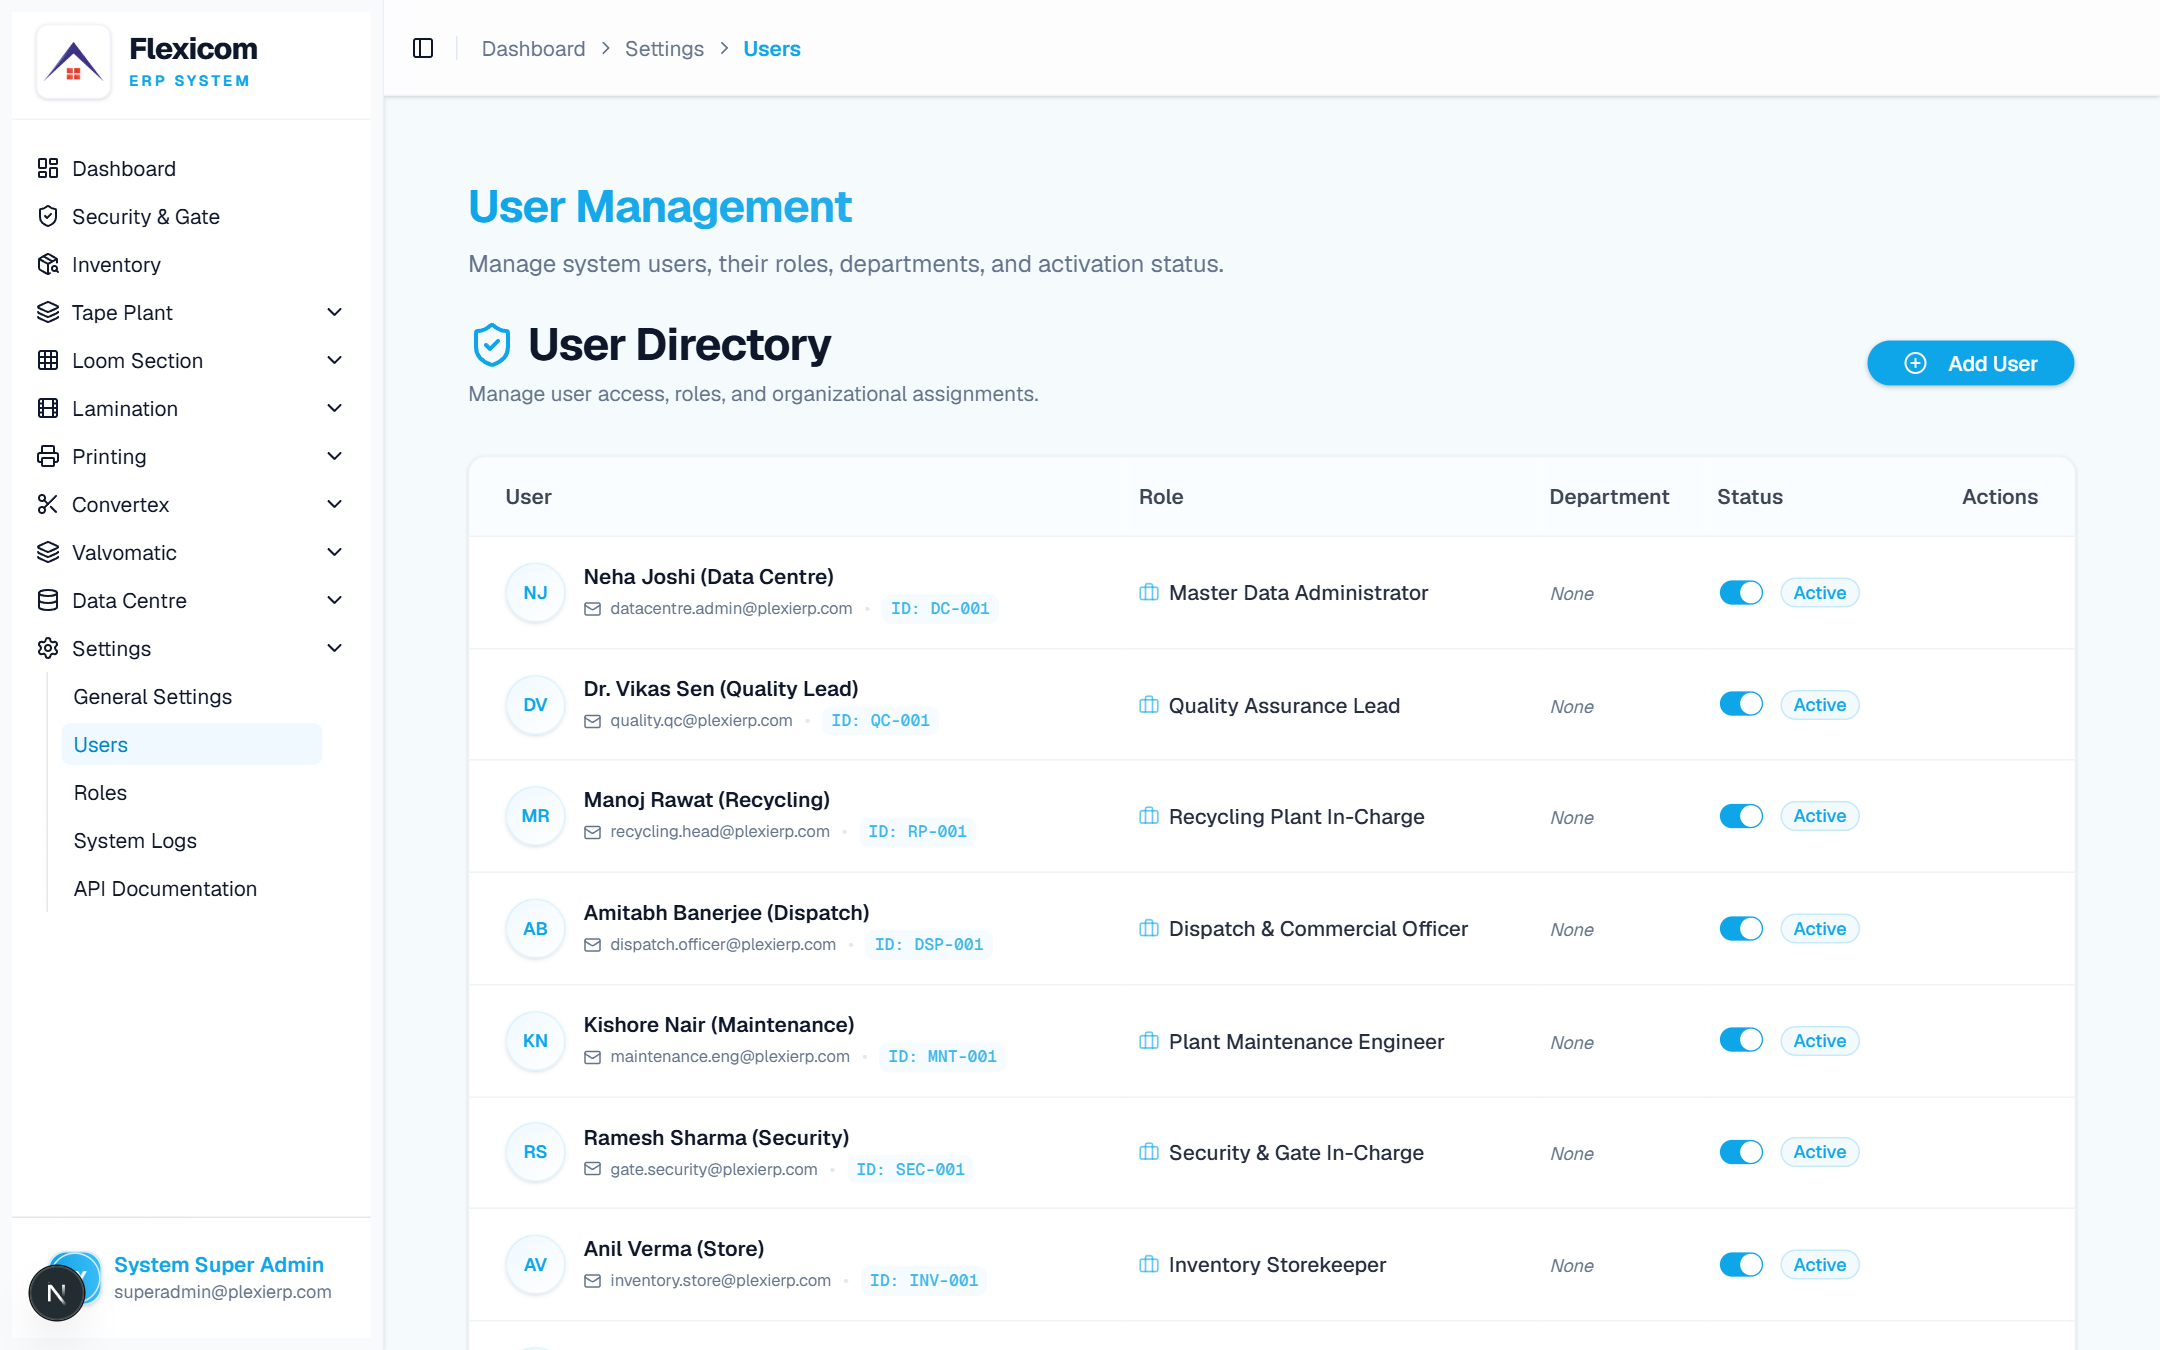 Flexicom
ERP SYSTEM
Dashboard
Security & Gate
Inventory
Tape Plant
Loom Section
Lamination
Printing
Convertex
Valvomatic
Data Centre
Settings
General Settings
Users
Roles
System Logs
API Documentation
System Super Admin
superadmin@plexierp.com
N
Dashboard > Settings > Users
User Management
Manage system users, their roles, departments, and activation status.
User Directory
Manage user access, roles, and organizational assignments.
Add User
User Role Department Status Actions
NJ
Neha Joshi (Data Centre)
datacentre.admin@plexierp.com • ID: DC-001
Master Data Administrator
None
Active
DV
Dr. Vikas Sen (Quality Lead)
quality.qc@plexierp.com • ID: QC-001
Quality Assurance Lead
None
Active
MR
Manoj Rawat (Recycling)
recycling.head@plexierp.com • ID: RP-001
Recycling Plant In-Charge
None
Active
AB
Amitabh Banerjee (Dispatch)
dispatch.officer@plexierp.com • ID: DSP-001
Dispatch & Commercial Officer
None
Active
KN
Kishore Nair (Maintenance)
maintenance.eng@plexierp.com • ID: MNT-001
Plant Maintenance Engineer
None
Active
RS
Ramesh Sharma (Security)
gate.security@plexierp.com • ID: SEC-001
Security & Gate In-Charge
None
Active
AV
Anil Verma (Store)
inventory.store@plexierp.com • ID: INV-001
Inventory Storekeeper
None
Active